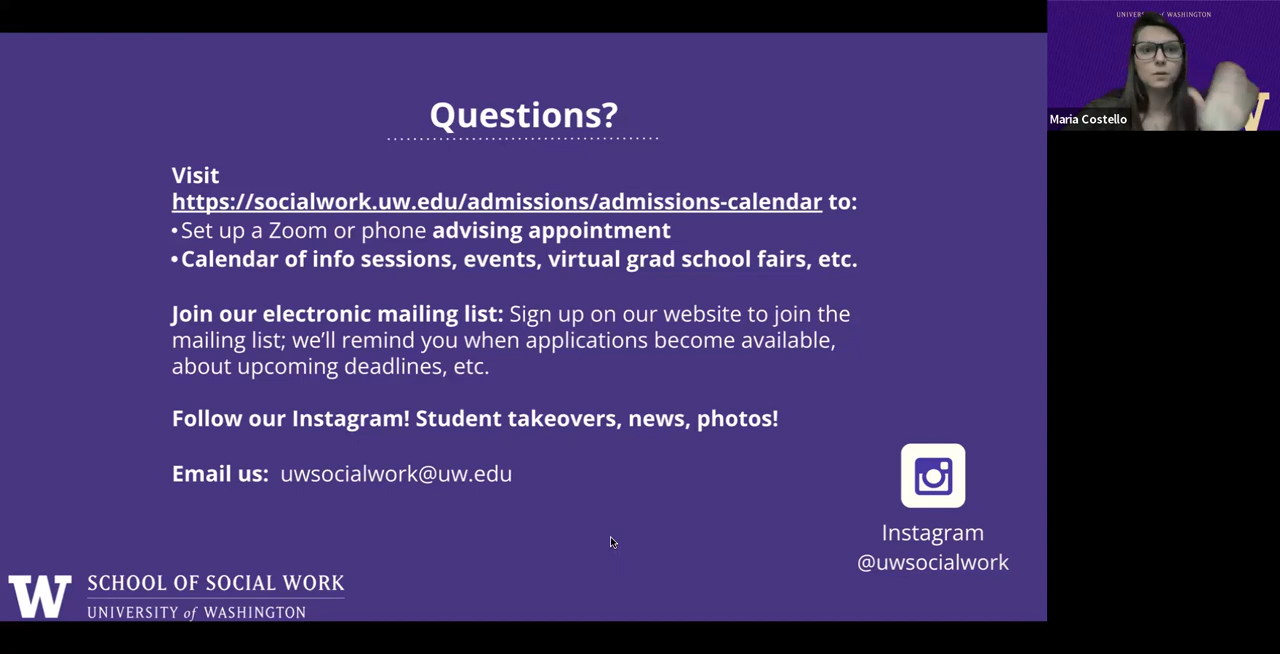 UNIVERSITY of WASHINGTON
Maria Costello
Questions?
Visit
https://socialwork.uw.edu/admissions/admissions-calendar to:
•Set up a Zoom or phone advising appointment
•Calendar of info sessions, events, virtual grad school fairs, etc.
Join our electronic mailing list: Sign up on our website to join the
mailing list; we’ll remind you when applications become available,
about upcoming deadlines, etc.
Follow our Instagram! Student takeovers, news, photos!
Email us: uwsocialwork@uw.edu
Instagram
@uwsocialwork
W
SCHOOL OF SOCIAL WORK
UNIVERSITY of WASHINGTON